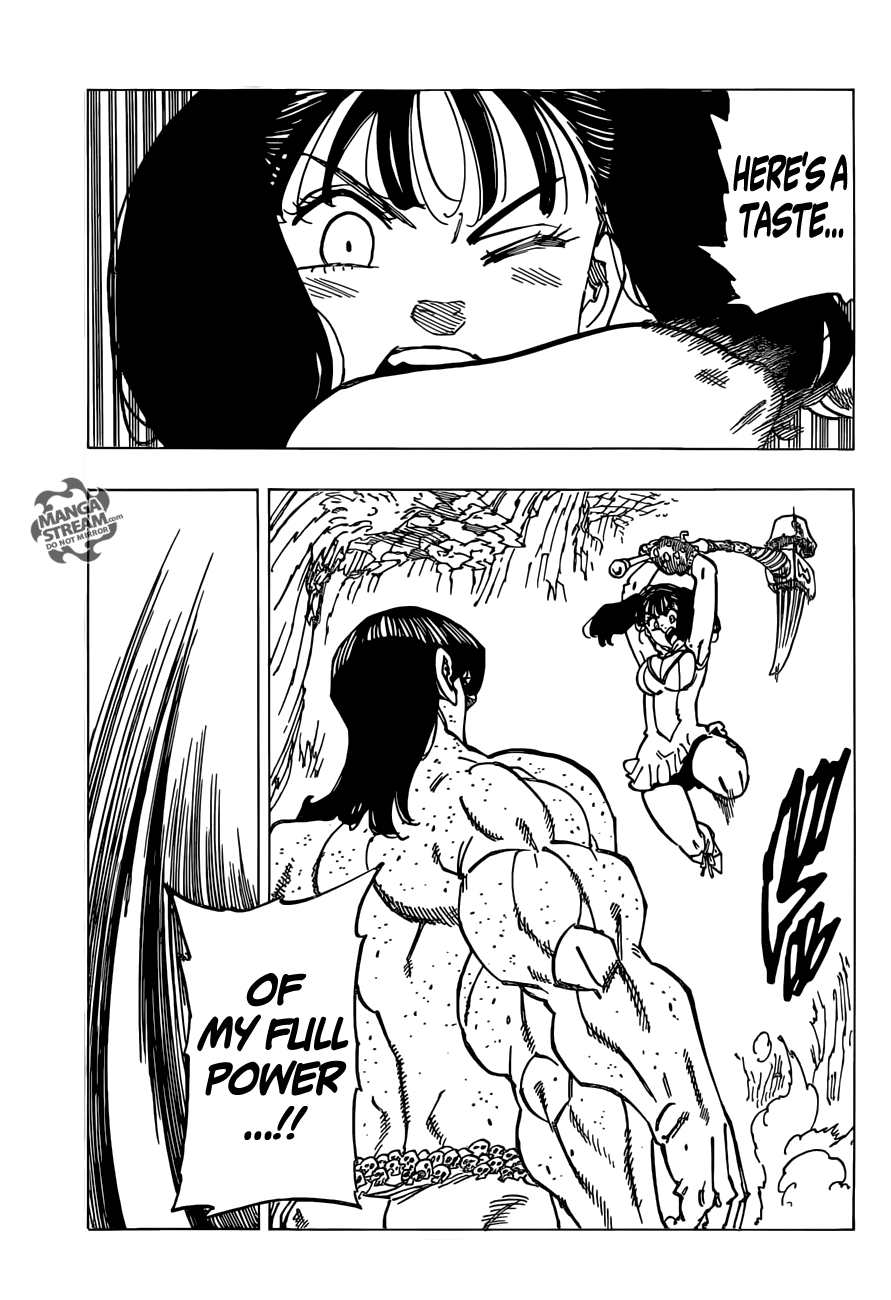 HERE'S A
TASTE...
MANGA
STREAM.com
DO NOT MIRROR
OF
MY FULL
POWER
....!!